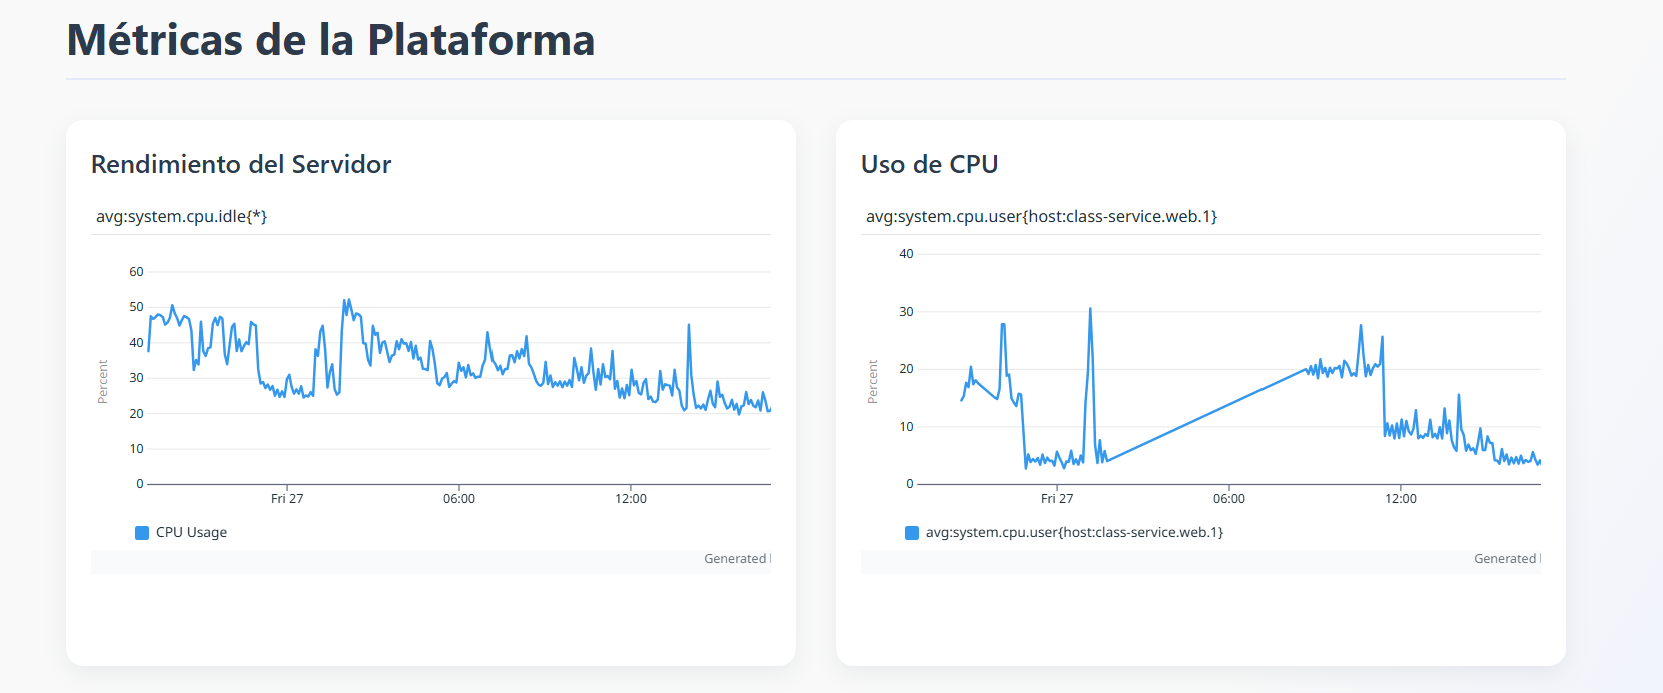 Métricas de la Plataforma
Rendimiento del Servidor
avg:system.cpu.idle{*}
Percent
60
50
40
30
20
10
0
Fri 27
06:00
12:00
CPU Usage
Generated
Uso de CPU
avg:system.cpu.user{host:class-service.web.1}
Percent
40
30
20
10
0
Fri 27
06:00
12:00
avg:system.cpu.user{host:class-service.web.1}
Generated